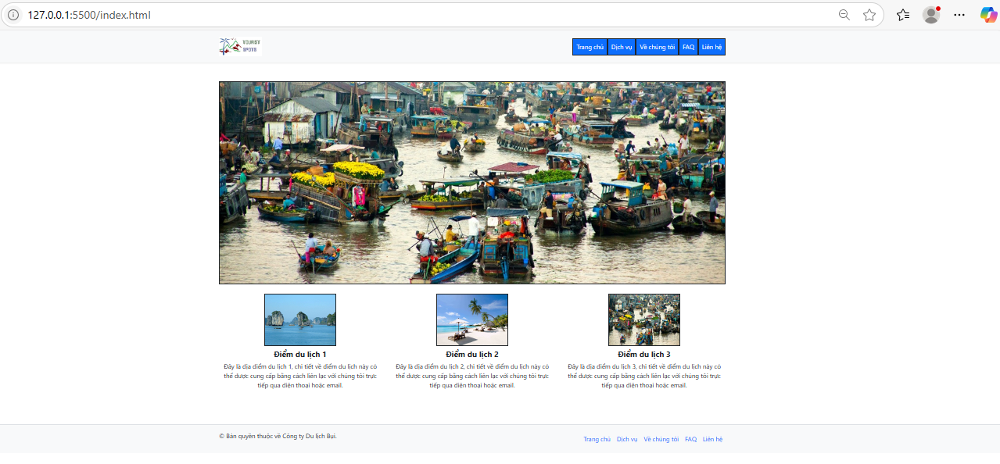 127.0.0.1:5500/index.html
TOURIST
SPOTS
Trang chủ Dịch vụ Về chúng tôi FAQ Liên hệ
Điểm du lịch 1
Đây là địa điểm du lịch 1, chi tiết về điểm du lịch này có
thể được cung cấp bằng cách liên lạc với chúng tôi trực
tiếp qua điện thoại hoặc email.
Điểm du lịch 2
Đây là địa điểm du lịch 2, chi tiết về điểm du lịch này có
thể được cung cấp bằng cách liên lạc với chúng tôi trực
tiếp qua điện thoại hoặc email.
Điểm du lịch 3
Đây là địa điểm du lịch 3, chi tiết về điểm du lịch này có
thể được cung cấp bằng cách liên lạc với chúng tôi trực
tiếp qua điện thoại hoặc email.
© Bản quyền thuộc về Công ty Du lịch Bụi.
Trang chủ Dịch vụ Về chúng tôi FAQ Liên hệ